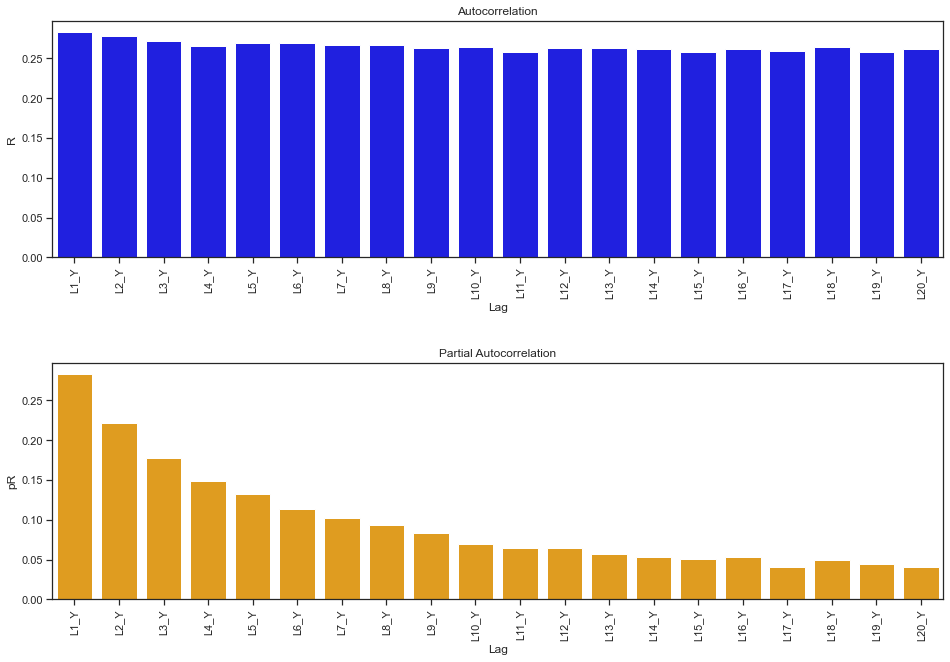 Autocorrelation
R
0.25
0.20
0.15
0.10
0.05
0.00
L1_Y
L2_Y
L3_Y
L4_Y
L5_Y
L6_Y
L7_Y
L8_Y
L9_Y
L10_Y
L11_Y
L12_Y
L13_Y
L14_Y
L15_Y
L16_Y
L17_Y
L18_Y
L19_Y
L20_Y
Lag
Partial Autocorrelation
pR
0.25
0.20
0.15
0.10
0.05
0.00
L1_Y
L2_Y
L3_Y
L4_Y
L5_Y
L6_Y
L7_Y
L8_Y
L9_Y
L10_Y
L11_Y
L12_Y
L13_Y
L14_Y
L15_Y
L16_Y
L17_Y
L18_Y
L19_Y
L20_Y
Lag